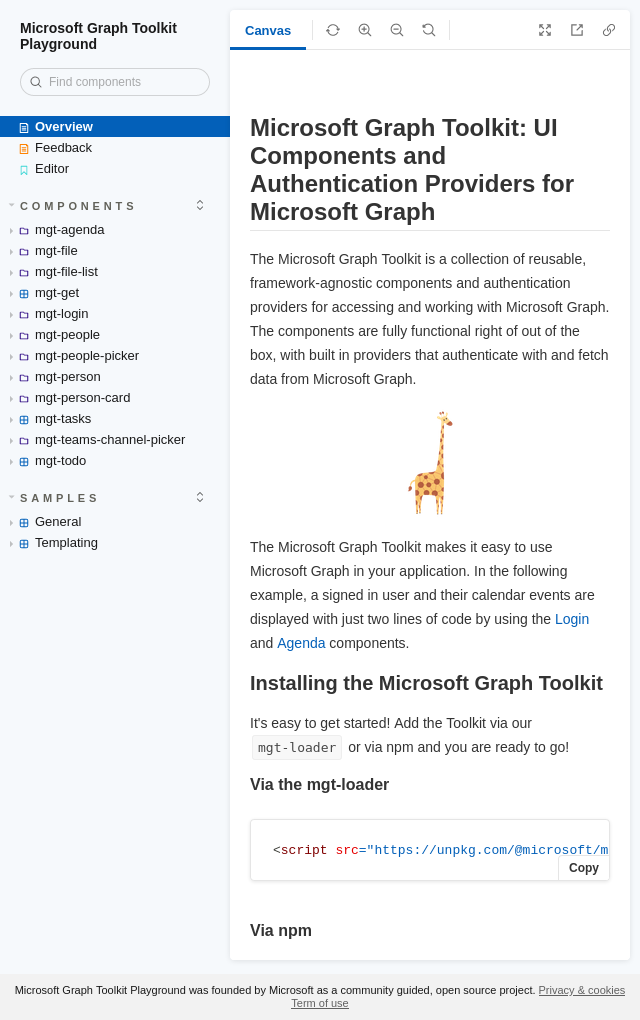 Microsoft Graph Toolkit
Playground
Find components
Overview
Feedback
Editor
COMPONENTS
mgt-agenda
mgt-file
mgt-file-list
mgt-get
mgt-login
mgt-people
mgt-people-picker
mgt-person
mgt-person-card
mgt-tasks
mgt-teams-channel-picker
mgt-todo
SAMPLES
General
Templating
Canvas
Microsoft Graph Toolkit: UI
Components and
Authentication Providers for
Microsoft Graph
The Microsoft Graph Toolkit is a collection of reusable,
framework-agnostic components and authentication
providers for accessing and working with Microsoft Graph.
The components are fully functional right of out of the
box, with built in providers that authenticate with and fetch
data from Microsoft Graph.
The Microsoft Graph Toolkit makes it easy to use
Microsoft Graph in your application. In the following
example, a signed in user and their calendar events are
displayed with just two lines of code by using the Login
and Agenda components.
Installing the Microsoft Graph Toolkit
It's easy to get started! Add the Toolkit via our
mgt-loader or via npm and you are ready to go!
Via the mgt-loader
<script src="https://unpkg.com/@microsoft/m
Copy
Via npm
Microsoft Graph Toolkit Playground was founded by Microsoft as a community guided, open source project. Privacy & cookies
Term of use